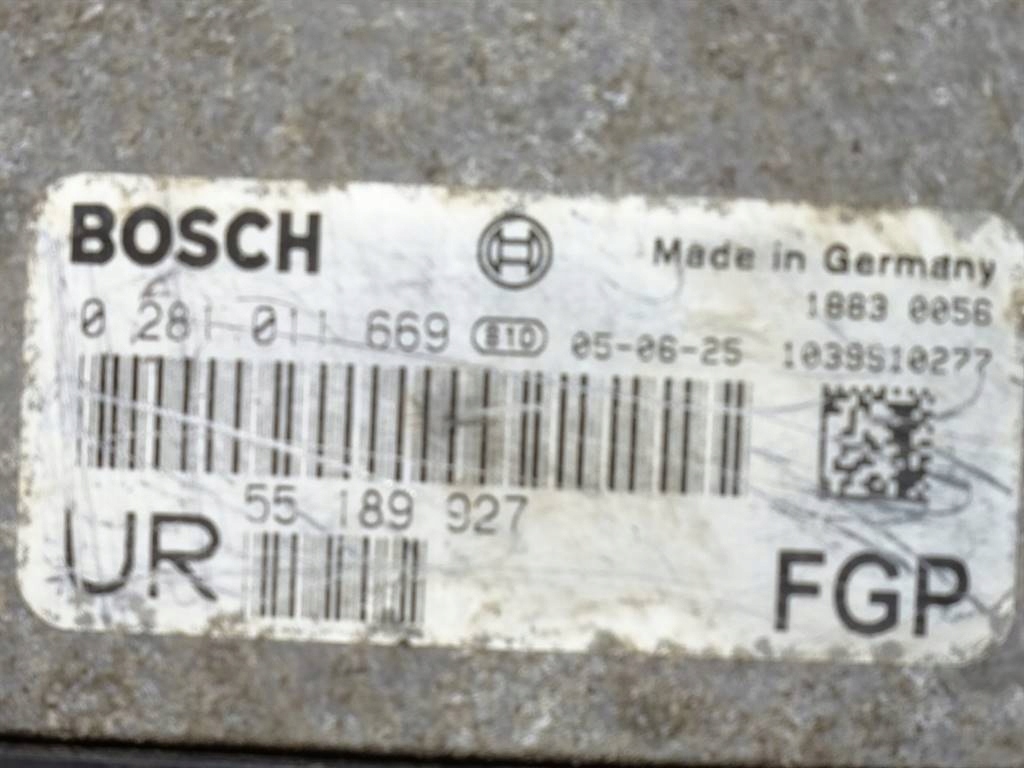 BOSCH
Made in Germany
1883 0056
0 281 011 669 810 05-06-25 1039S10277
55 189 927
UR
FGP